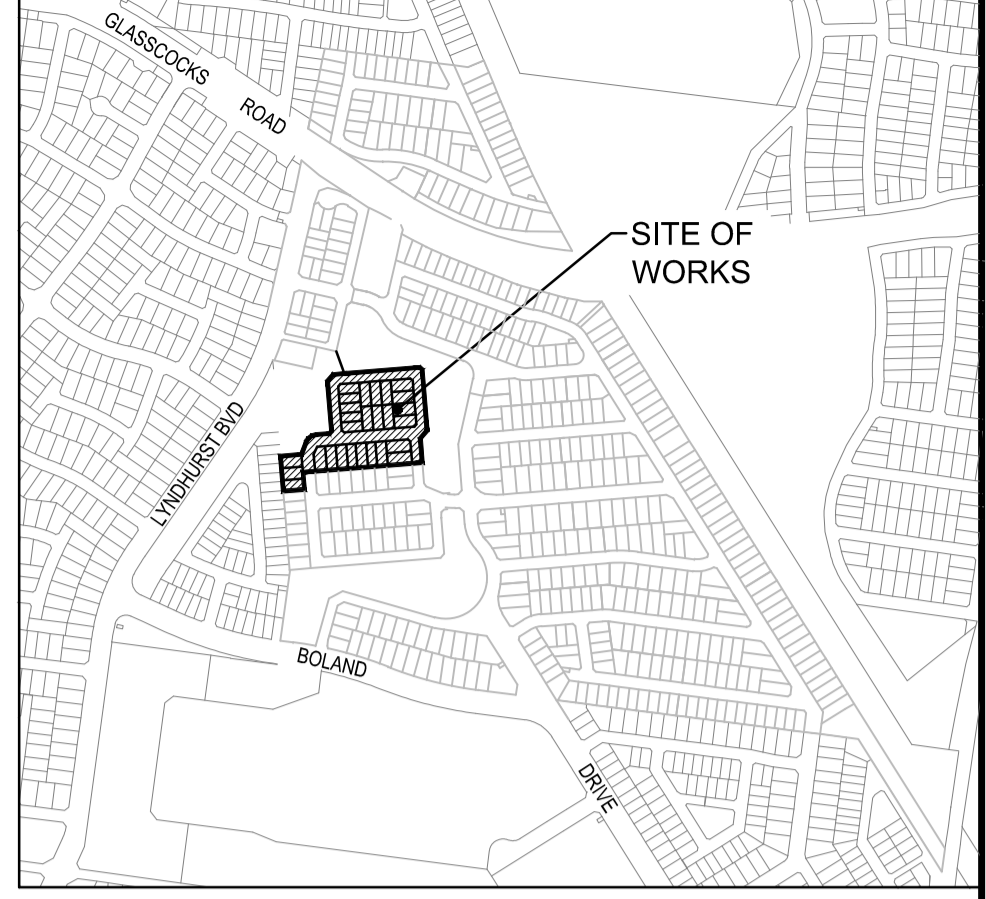 GLASSCOCKS
ROAD
SITE OF
WORKS
LYNDHURST BVD
BOLAND
DRIVE